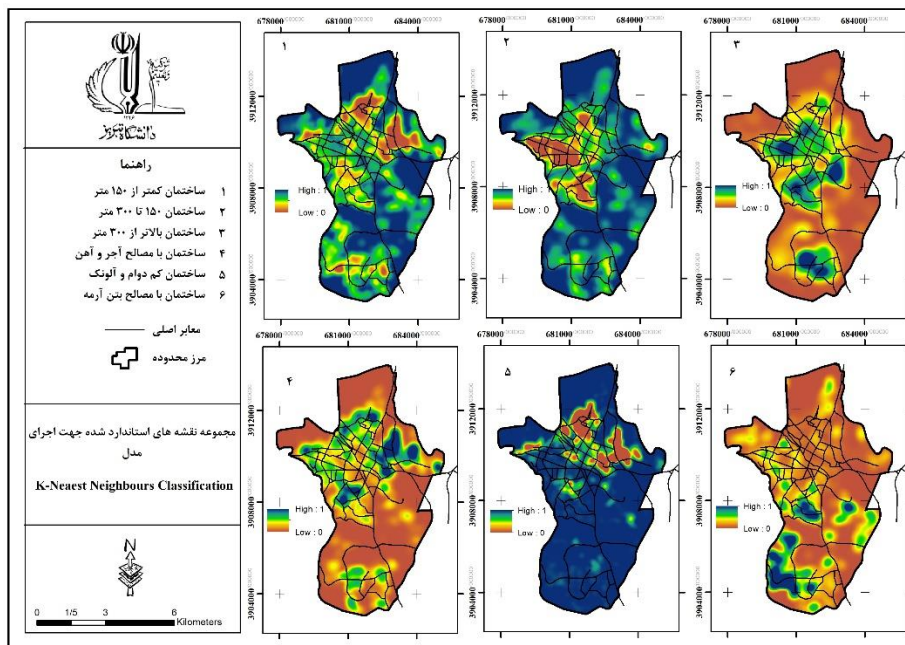 دانشگاه تبریز
راهنما
۱ ساختمان کمتر از ۱۵۰ متر
۲ ساختمان ۱۵۰ تا ۳۰۰ متر
۳ ساختمان بالاتر از ۳۰۰ متر
۴ ساختمان با مصالح آجر و آهن
۵ ساختمان کم دوام و آلونک
۶ ساختمان با مصالح بتن آرمه
معابر اصلی
مرز محدوده
مجموعه نقشه های استاندارد شده جهت اجرای
مدل
K-Neaest Neighbours Classification
N
0 1/5 3 6
Kilometers
678000 681000 684000
۱
3912000
3908000
3904000
High : 1
Low : 0
678000 681000 684000
۲
3912000
3908000
3904000
High : 1
Low : 0
678000 681000 684000
۳
3912000
3908000
3904000
High : 1
Low : 0
678000 681000 684000
۴
3912000
3908000
3904000
High : 1
Low : 0
678000 681000 684000
۵
3912000
3908000
3904000
High : 1
Low : 0
678000 681000 684000
۶
3912000
3908000
3904000
High : 1
Low : 0